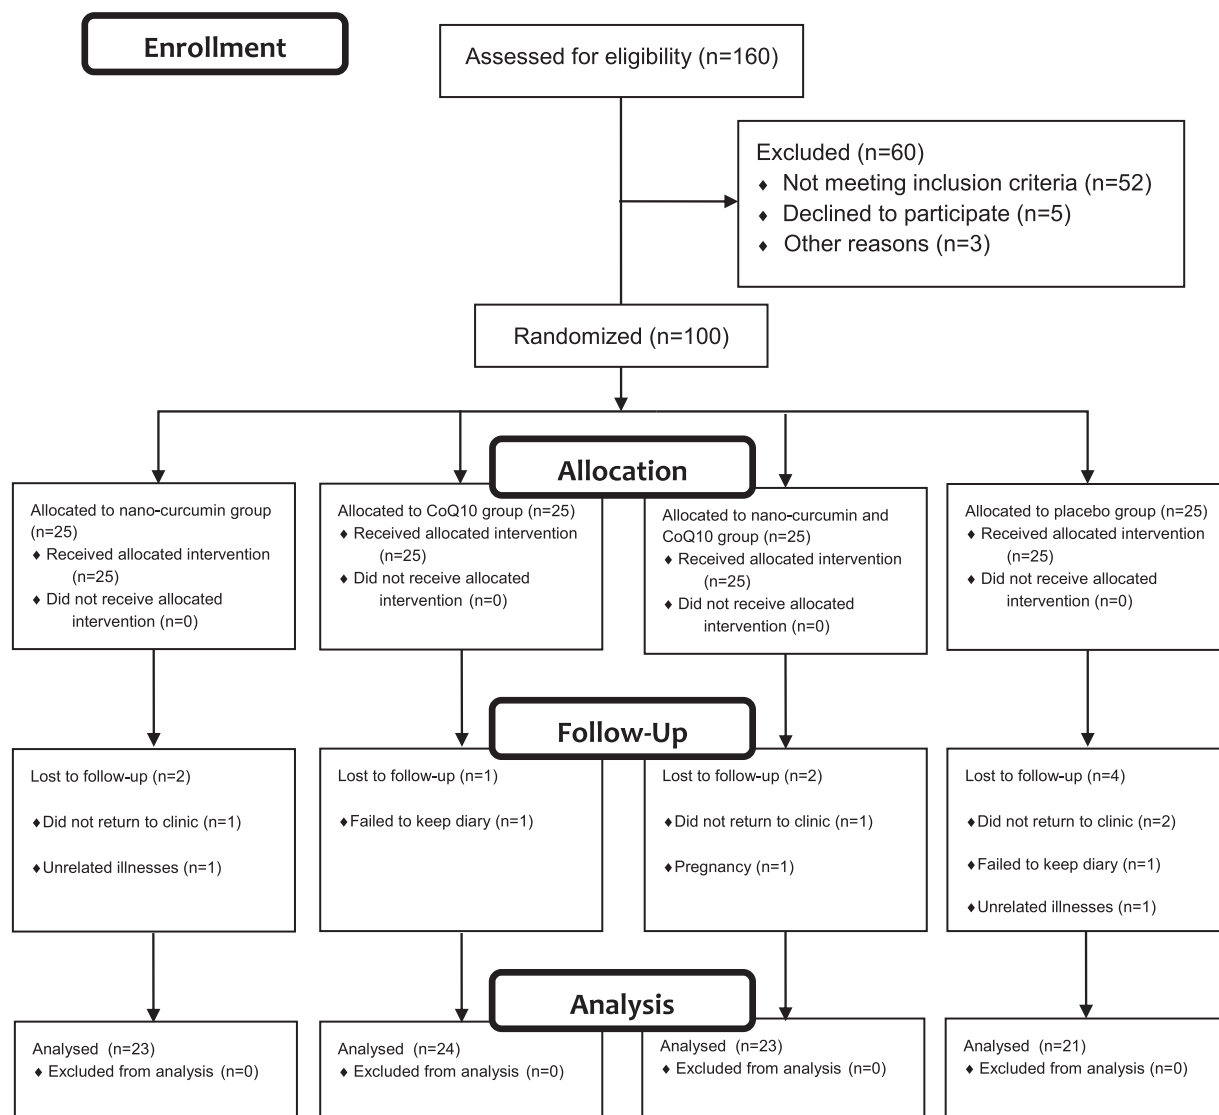 Enrollment
Assessed for eligibility (n=160)
Excluded (n=60)
♦ Not meeting inclusion criteria (n=52)
♦ Declined to participate (n=5)
♦ Other reasons (n=3)
Randomized (n=100)
Allocation
Allocated to nano-curcumin group
(n=25)
♦ Received allocated intervention
(n=25)
♦ Did not receive allocated
intervention (n=0)
Allocated to CoQ10 group (n=25)
♦ Received allocated intervention
(n=25)
♦ Did not receive allocated
intervention (n=0)
Allocated to nano-curcumin and
CoQ10 group (n=25)
♦ Received allocated intervention
(n=25)
♦ Did not receive allocated
intervention (n=0)
Allocated to placebo group (n=25)
♦ Received allocated intervention
(n=25)
♦ Did not receive allocated
intervention (n=0)
Follow-Up
Lost to follow-up (n=2)
♦Did not return to clinic (n=1)
♦Unrelated illnesses (n=1)
Lost to follow-up (n=1)
♦Failed to keep diary (n=1)
Lost to follow-up (n=2)
♦Did not return to clinic (n=1)
♦Pregnancy (n=1)
Lost to follow-up (n=4)
♦Did not return to clinic (n=2)
♦Failed to keep diary (n=1)
♦Unrelated illnesses (n=1)
Analysis
Analysed (n=23)
♦ Excluded from analysis (n=0)
Analysed (n=24)
♦ Excluded from analysis (n=0)
Analysed (n=23)
♦ Excluded from analysis (n=0)
Analysed (n=21)
♦ Excluded from analysis (n=0)